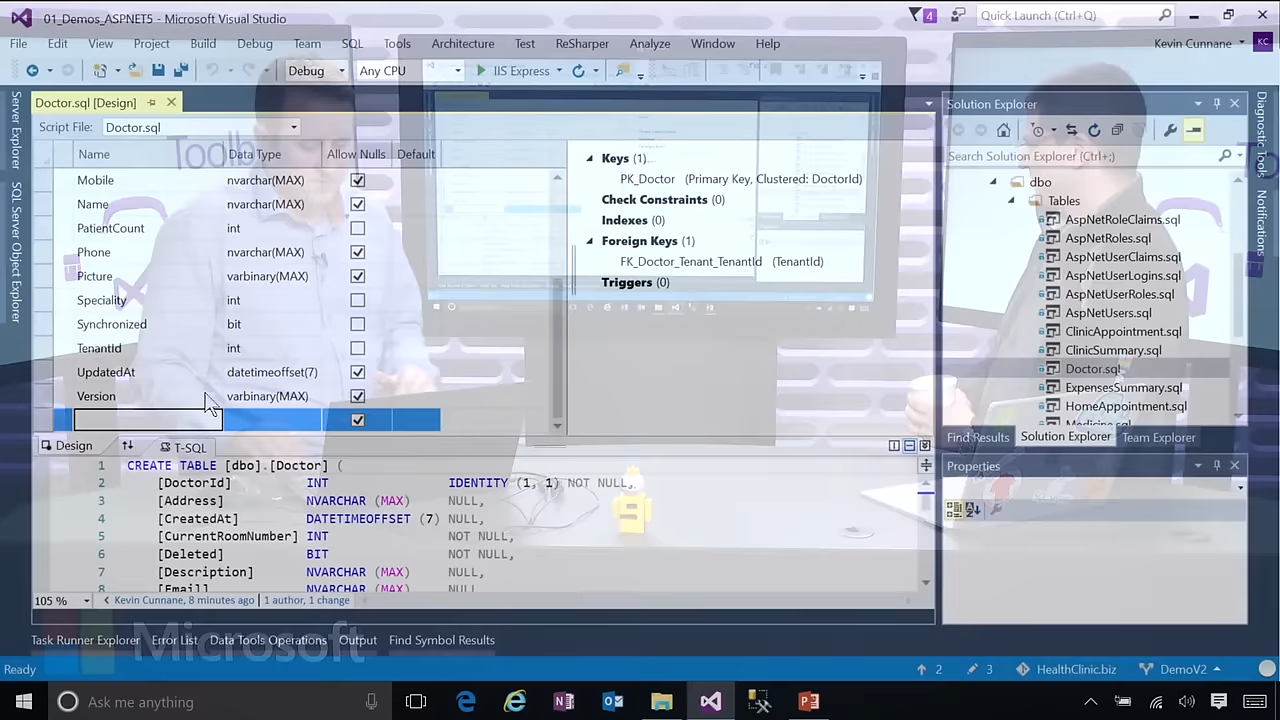 01_Demos_ASPNET5 - Microsoft Visual Studio
4
Quick Launch (Ctrl+Q)
File Edit View Project Build Debug Team SQL Tools Architecture Test ReSharper Analyze Window Help
Kevin Cunnane
KC
Debug
Any CPU
IIS Express
Server Explorer
SQL Server Object Explorer
Doctor.sql [Design]
Script File: Doctor.sql
Name Data Type Allow Nulls Default
Mobile nvarchar(MAX)
Name nvarchar(MAX)
PatientCount int
Phone nvarchar(MAX)
Picture varbinary(MAX)
Speciality int
Synchronized bit
TenantId int
UpdatedAt datetimeoffset(7)
Version varbinary(MAX)
Keys (1)
PK_Doctor (Primary Key, Clustered: DoctorId)
Check Constraints (0)
Indexes (0)
Foreign Keys (1)
FK_Doctor_Tenant_TenantId (TenantId)
Triggers (0)
Design
T-SQL
1 CREATE TABLE [dbo].[Doctor] (
2 [DoctorId] INT IDENTITY (1, 1) NOT NULL,
3 [Address] NVARCHAR (MAX) NULL,
4 [CreatedAt] DATETIMEOFFSET (7) NULL,
5 [CurrentRoomNumber] INT NOT NULL,
6 [Deleted] BIT NOT NULL,
7 [Description] NVARCHAR (MAX) NULL,
8 [Email] NVARCHAR (MAX) NULL,
105 %
Kevin Cunnane, 8 minutes ago | 1 author, 1 change
Solution Explorer
Search Solution Explorer (Ctrl+;)
dbo
Tables
AspNetRoleClaims.sql
AspNetRoles.sql
AspNetUserClaims.sql
AspNetUserLogins.sql
AspNetUserRoles.sql
AspNetUsers.sql
ClinicAppointment.sql
ClinicSummary.sql
Doctor.sql
ExpensesSummary.sql
HomeAppointment.sql
Medicine.sql
Find Results Solution Explorer Team Explorer
Properties
Diagnostic Tools
Notifications
Task Runner Explorer Error List Data Tools Operations Output Find Symbol Results
Microsoft
Ready
2
3
HealthClinic.biz
DemoV2
Ask me anything